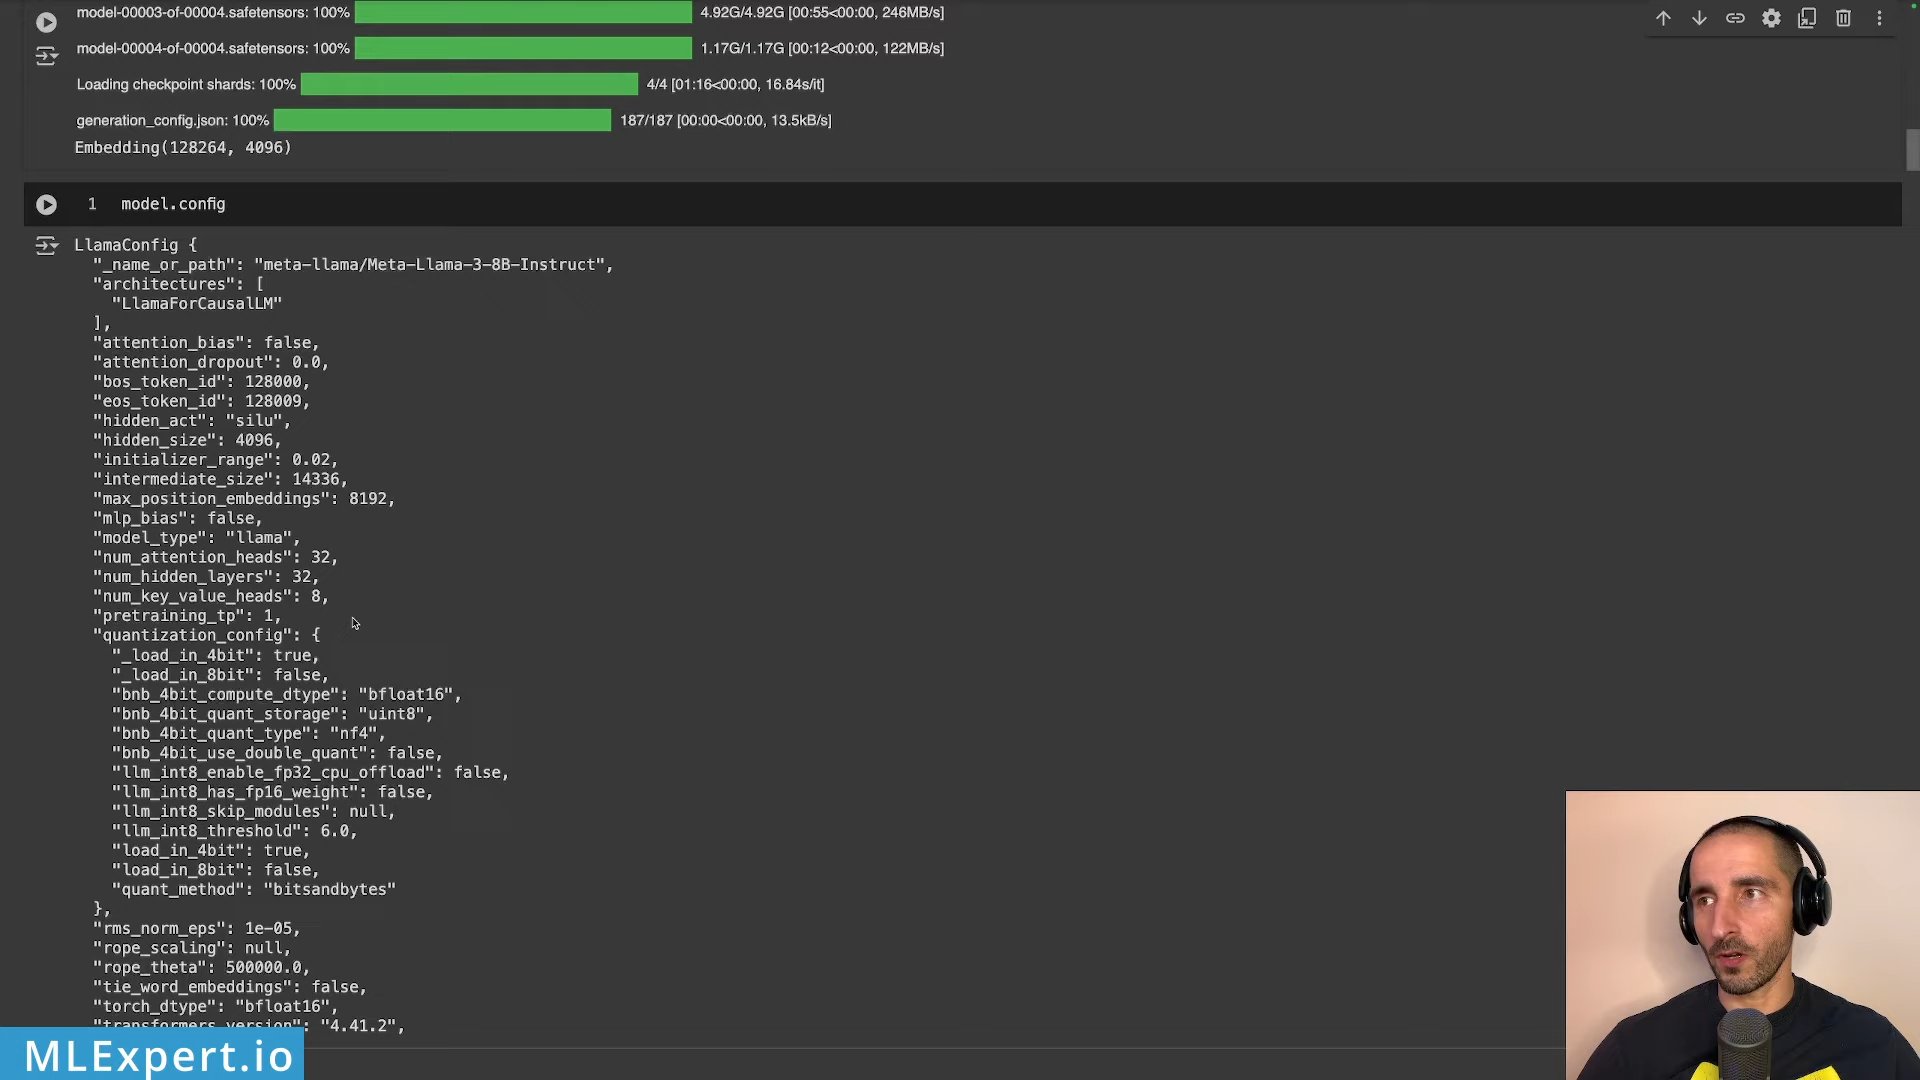 model-00003-of-00004.safetensors: 100% 4.92G/4.92G [00:55<00:00, 246MB/s]
model-00004-of-00004.safetensors: 100% 1.17G/1.17G [00:12<00:00, 122MB/s]
Loading checkpoint shards: 100% 4/4 [01:16<00:00, 16.84s/it]
generation_config.json: 100% 187/187 [00:00<00:00, 13.5kB/s]
Embedding(128264, 4096)
1 model.config
LlamaConfig {
"_name_or_path": "meta-llama/Meta-Llama-3-8B-Instruct",
"architectures": [
"LlamaForCausalLM"
],
"attention_bias": false,
"attention_dropout": 0.0,
"bos_token_id": 128000,
"eos_token_id": 128009,
"hidden_act": "silu",
"hidden_size": 4096,
"initializer_range": 0.02,
"intermediate_size": 14336,
"max_position_embeddings": 8192,
"mlp_bias": false,
"model_type": "llama",
"num_attention_heads": 32,
"num_hidden_layers": 32,
"num_key_value_heads": 8,
"pretraining_tp": 1,
"quantization_config": {
"_load_in_4bit": true,
"_load_in_8bit": false,
"bnb_4bit_compute_dtype": "bfloat16",
"bnb_4bit_quant_storage": "uint8",
"bnb_4bit_quant_type": "nf4",
"bnb_4bit_use_double_quant": false,
"llm_int8_enable_fp32_cpu_offload": false,
"llm_int8_has_fp16_weight": false,
"llm_int8_skip_modules": null,
"llm_int8_threshold": 6.0,
"load_in_4bit": true,
"load_in_8bit": false,
"quant_method": "bitsandbytes"
},
"rms_norm_eps": 1e-05,
"rope_scaling": null,
"rope_theta": 500000.0,
"tie_word_embeddings": false,
"torch_dtype": "bfloat16",
"transformers_version": "4.41.2",
MLExpert.io